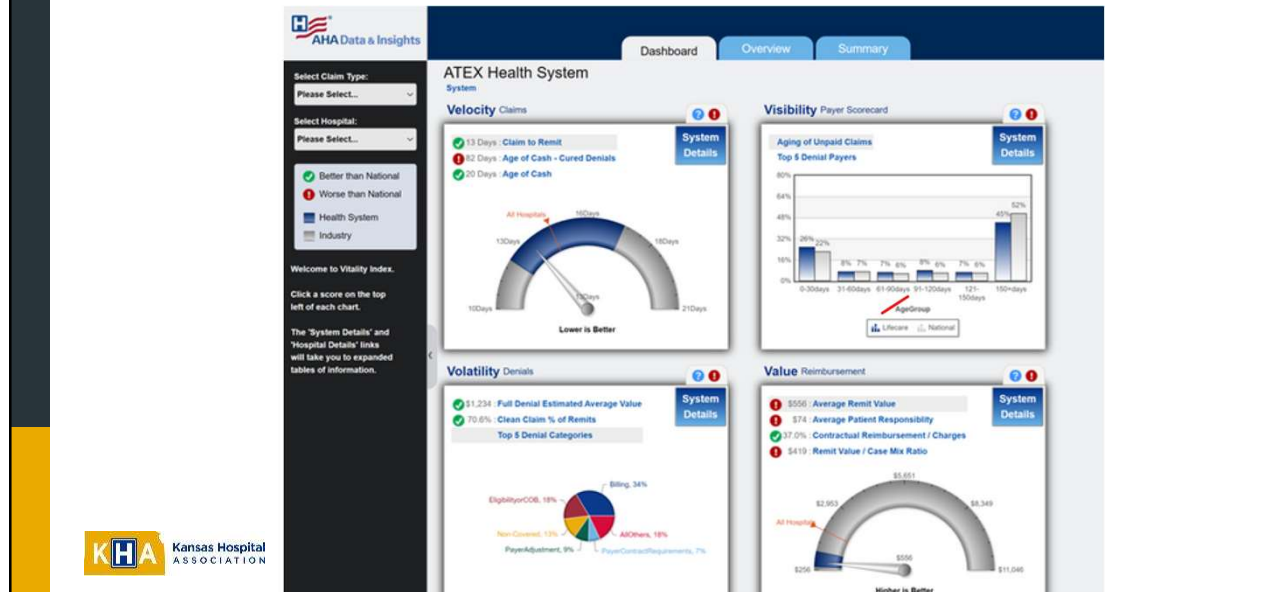 H
AHA Data & Insights
Dashboard
Overview
Summary
Select Claim Type:
Please Select...
Select Hospital:
Please Select...
Better than National
Worse than National
Health System
Industry
Welcome to Vitality Index.
Click a score on the top
left of each chart.
The 'System Details' and
'Hospital Details' links
will take you to expanded
tables of information.
ATEX Health System
System
Velocity Claims
System
Details
13 Days : Claim to Remit
82 Days : Age of Cash - Cured Denials
20 Days : Age of Cash
All Hospitals
16Days
13Days
18Days
10Days
13Days
21Days
Lower is Better
Visibility Payer Scorecard
System
Details
Aging of Unpaid Claims
Top 5 Denial Payers
80%
64%
48%
32%
16%
0%
26% 22%
8% 7%
7% 6%
8% 6%
7% 6%
45% 52%
0-30days 31-60days 61-90days 91-120days 121-150days 150+days
AgeGroup
Lifecare National
Volatility Denials
System
Details
$1,234 : Full Denial Estimated Average Value
70.6% : Clean Claim % of Remits
Top 5 Denial Categories
Billing, 34%
EligibilityorCOB, 18%
Non-Covered, 13%
AllOthers, 18%
PayerAdjustment, 9%
PayerContractRequirements, 7%
Value Reimbursement
System
Details
$556 : Average Remit Value
$74 : Average Patient Responsiblity
37.0% : Contractual Reimbursement / Charges
$419 : Remit Value / Case Mix Ratio
$5,651
$2,953
$8,349
All Hospitals
$556
$256
$11,046
Higher is Better
KHA
Kansas Hospital
ASSOCIATION